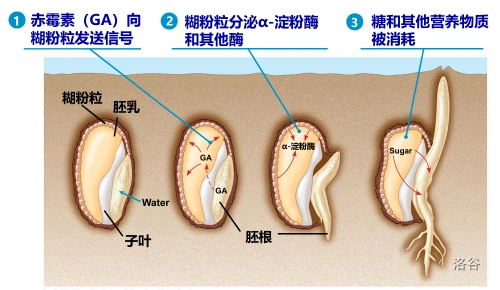 1 赤霉素（GA）向
糊粉粒发送信号
2 糊粉粒分泌α-淀粉酶
和其他酶
3 糖和其他营养物质
被消耗
糊粉粒
胚乳
GA
GA
α-淀粉酶
Sugar
Water
子叶
胚根
洛谷